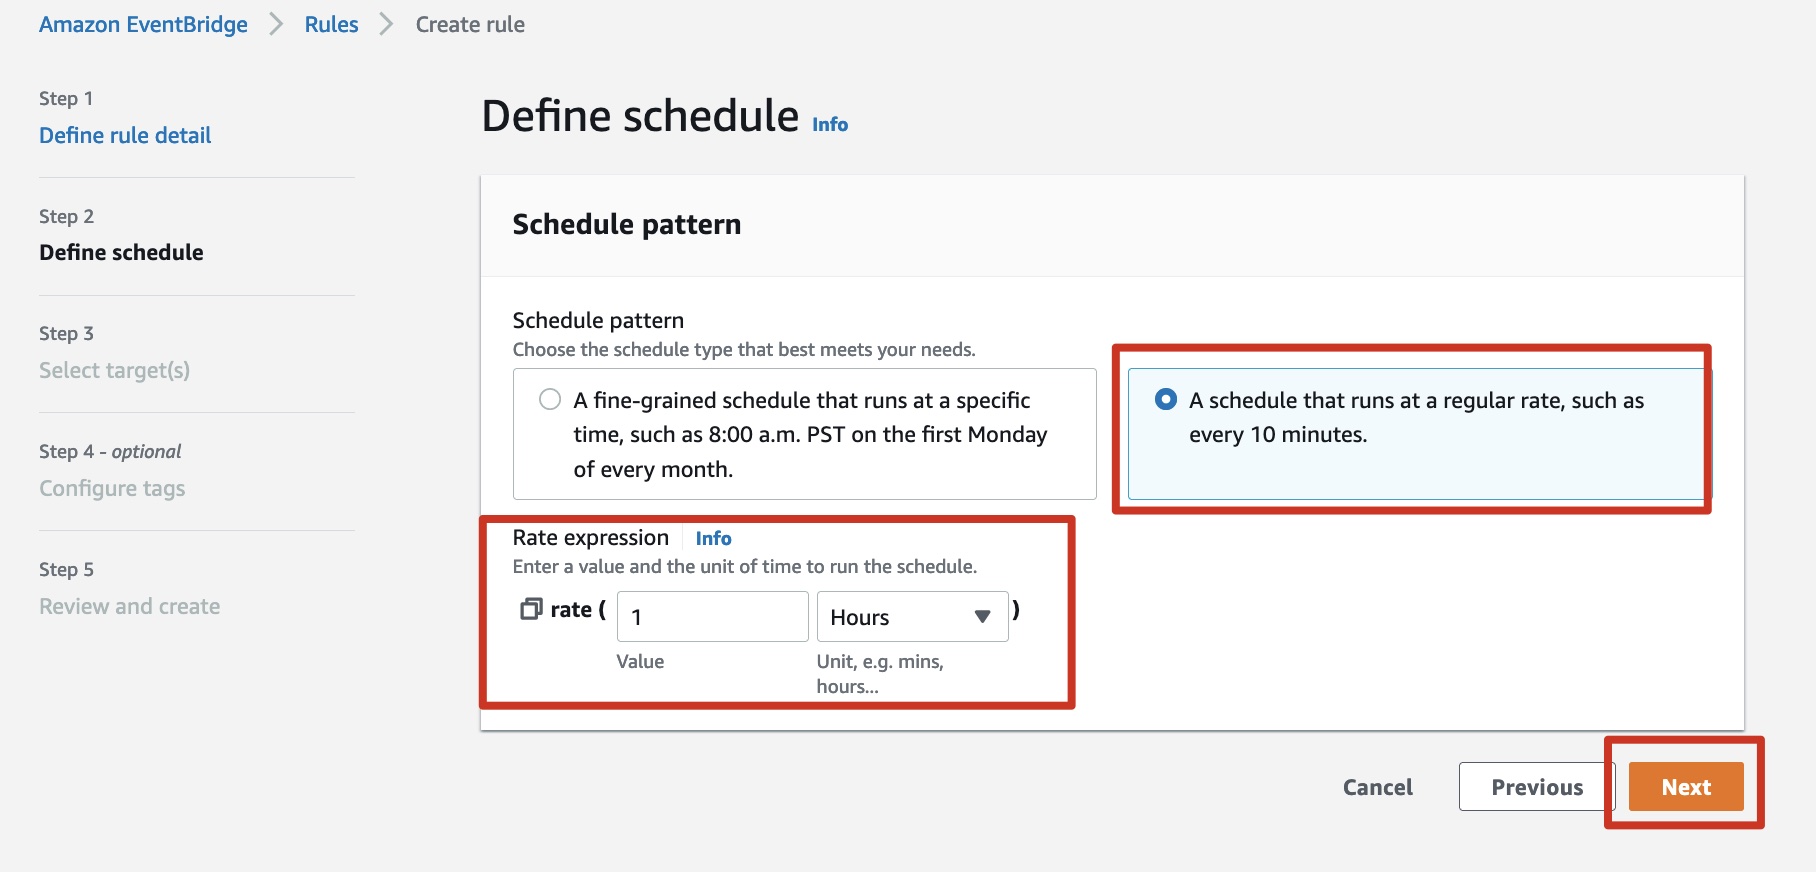 Amazon EventBridge > Rules > Create rule
Step 1
Define rule detail
Step 2
Define schedule
Step 3
Select target(s)
Step 4 - optional
Configure tags
Step 5
Review and create
Define schedule Info
Schedule pattern
Schedule pattern
Choose the schedule type that best meets your needs.
A fine-grained schedule that runs at a specific
time, such as 8:00 a.m. PST on the first Monday
of every month.
A schedule that runs at a regular rate, such as
every 10 minutes.
Rate expression Info
Enter a value and the unit of time to run the schedule.
rate ( 1 Hours )
Value
Unit, e.g. mins,
hours...
Cancel Previous Next